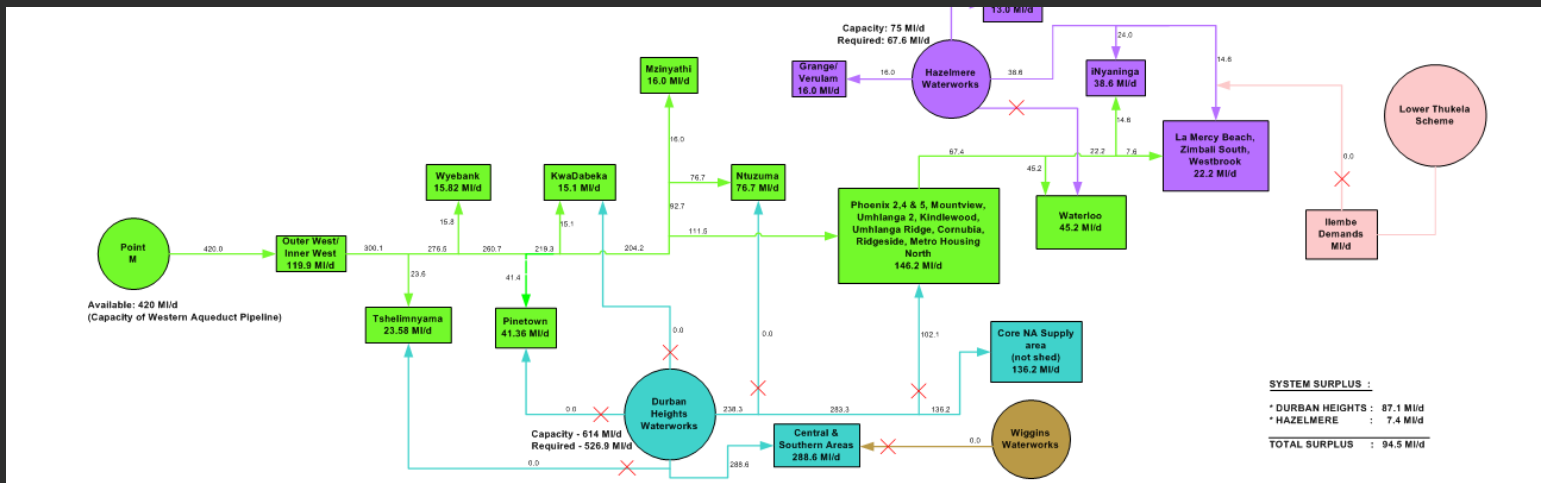 13.0 Ml/d
Capacity: 75 Ml/d
Required: 67.6 Ml/d
Hazelmere
Waterworks
Grange/
Verulam
16.0 Ml/d
16.0
38.6
24.0
14.6
iNyaninga
38.6 Ml/d
14.6
Lower Thukela
Scheme
0.0
La Mercy Beach,
Zimbali South,
Westbrook
22.2 Ml/d
Ilembe
Demands
Ml/d
Mzinyathi
16.0 Ml/d
16.0
Wyebank
15.82 Ml/d
15.8
KwaDabeka
15.1 Ml/d
15.1
76.7
Ntuzuma
76.7 Ml/d
92.7
67.4
22.2
7.6
45.2
Waterloo
45.2 Ml/d
Phoenix 2,4 & 5, Mountview,
Umhlanga 2, Kindlewood,
Umhlanga Ridge, Cornubia,
Ridgeside, Metro Housing
North
146.2 Ml/d
111.5
Point
M
420.0
Outer West/
Inner West
119.9 Ml/d
300.1
276.5
260.7
219.3
204.2
23.6
41.4
Available: 420 Ml/d
(Capacity of Western Aqueduct Pipeline)
Tshelimnyama
23.58 Ml/d
Pinetown
41.36 Ml/d
0.0
0.0
102.1
Core NA Supply
area
(not shed)
136.2 Ml/d
Durban
Heights
Waterworks
0.0
238.3
283.3
136.2
Capacity - 614 Ml/d
Required - 526.9 Ml/d
Central &
Southern Areas
288.6 Ml/d
0.0
Wiggins
Waterworks
0.0
288.6
SYSTEM SURPLUS :
* DURBAN HEIGHTS : 87.1 Ml/d
* HAZELMERE : 7.4 Ml/d
TOTAL SURPLUS : 94.5 Ml/d